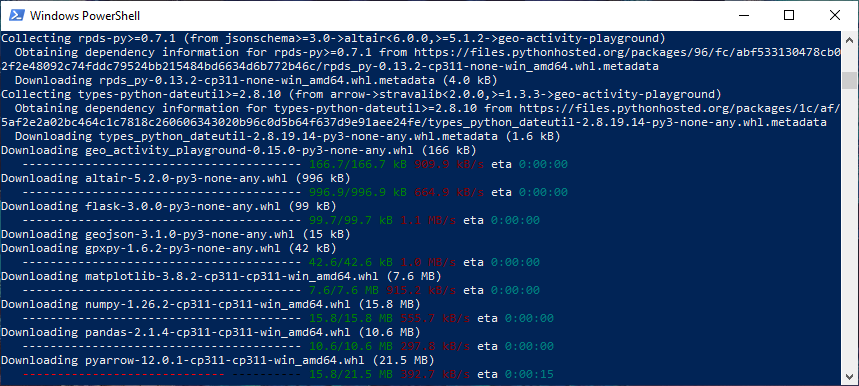 Windows PowerShell
Collecting rpds-py>=0.7.1 (from jsonschema>=3.0->altair<6.0.0,>=5.1.2->geo-activity-playground)
  Obtaining dependency information for rpds-py>=0.7.1 from https://files.pythonhosted.org/packages/96/fc/abf533130478cb0
2f2e48092c74fddc79524bb215484bd6634d6b772b46c/rpds_py-0.13.2-cp311-none-win_amd64.whl.metadata
  Downloading rpds_py-0.13.2-cp311-none-win_amd64.whl.metadata (4.0 kB)
Collecting types-python-dateutil>=2.8.10 (from arrow->stravalib<2.0.0,>=1.3.3->geo-activity-playground)
  Obtaining dependency information for types-python-dateutil>=2.8.10 from https://files.pythonhosted.org/packages/1c/af/
5af2e2a02bc464c1c7818c260606343020b96c0d5b64f637d9e91aee24fe/types_python_dateutil-2.8.19.14-py3-none-any.whl.metadata
  Downloading types_python_dateutil-2.8.19.14-py3-none-any.whl.metadata (1.6 kB)
Downloading geo_activity_playground-0.15.0-py3-none-any.whl (166 kB)
   ---------------------------------------- 166.7/166.7 kB 909.9 kB/s eta 0:00:00
Downloading altair-5.2.0-py3-none-any.whl (996 kB)
   ---------------------------------------- 996.9/996.9 kB 664.9 kB/s eta 0:00:00
Downloading flask-3.0.0-py3-none-any.whl (99 kB)
   ---------------------------------------- 99.7/99.7 kB 1.1 MB/s eta 0:00:00
Downloading geojson-3.1.0-py3-none-any.whl (15 kB)
Downloading gpxpy-1.6.2-py3-none-any.whl (42 kB)
   ---------------------------------------- 42.6/42.6 kB 1.0 MB/s eta 0:00:00
Downloading matplotlib-3.8.2-cp311-cp311-win_amd64.whl (7.6 MB)
   ---------------------------------------- 7.6/7.6 MB 915.2 kB/s eta 0:00:00
Downloading numpy-1.26.2-cp311-cp311-win_amd64.whl (15.8 MB)
   ---------------------------------------- 15.8/15.8 MB 555.7 kB/s eta 0:00:00
Downloading pandas-2.1.4-cp311-cp311-win_amd64.whl (10.6 MB)
   ---------------------------------------- 10.6/10.6 MB 297.6 kB/s eta 0:00:00
Downloading pyarrow-12.0.1-cp311-cp311-win_amd64.whl (21.5 MB)
   ----------------------------- ---------- 15.8/21.5 MB 392.7 kB/s eta 0:00:15